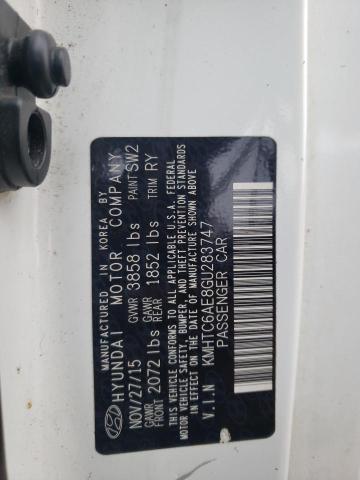 MANUFACTURED IN KOREA BY
HYUNDAI MOTOR COMPANY
NOV/27/15 GVWR 3858 lbs PAINT SW2
GAWR FRONT 2072 lbs GAWR REAR 1852 lbs TRIM RY
THIS VEHICLE CONFORMS TO ALL APPLICABLE U.S.A. FEDERAL
MOTOR VEHICLE SAFETY, BUMPER, AND THEFT PREVENTION STANDARDS
IN EFFECT ON THE DATE OF MANUFACTURE SHOWN ABOVE
V.I.N KMHTC6AE8GU283747
PASSENGER CAR